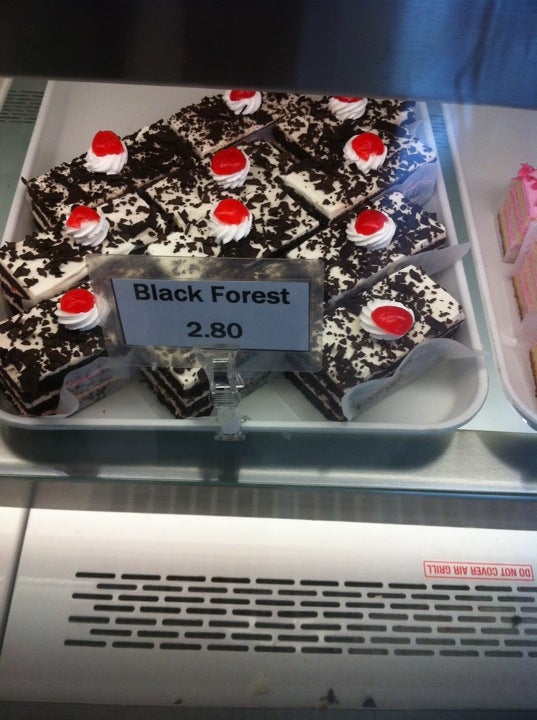 Black Forest
2.80
DO NOT COVER AIR GRILL